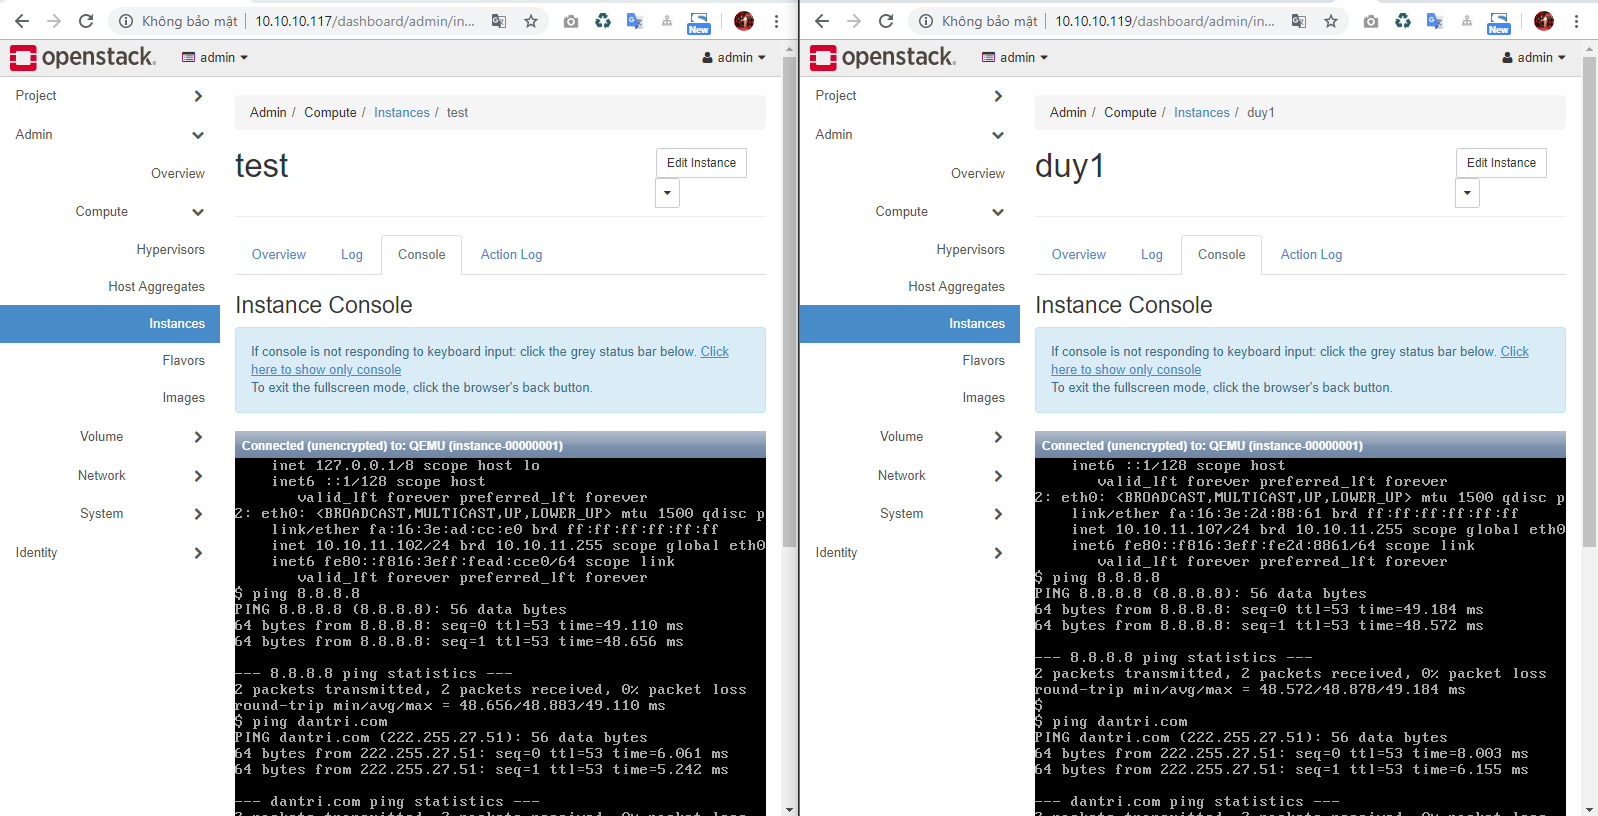 Không bảo mật | 10.10.10.117/dashboard/admin/in...
New
openstack.
admin
admin
Project
Admin
Overview
Compute
Hypervisors
Host Aggregates
Instances
Flavors
Images
Volume
Network
System
Identity
Admin / Compute / Instances / test
test
Edit Instance
Overview
Log
Console
Action Log
Instance Console
If console is not responding to keyboard input: click the grey status bar below. Click
here to show only console
To exit the fullscreen mode, click the browser's back button.
Connected (unencrypted) to: QEMU (instance-00000001)
inet 127.0.0.1/8 scope host lo
inet6 ::1/128 scope host
valid_lft forever preferred_lft forever
2: eth0: <BROADCAST,MULTICAST,UP,LOWER_UP> mtu 1500 qdisc p
link/ether fa:16:3e:ad:cc:e0 brd ff:ff:ff:ff:ff:ff
inet 10.10.11.102/24 brd 10.10.11.255 scope global eth0
inet6 fe80::f816:3eff:fead:cce0/64 scope link
valid_lft forever preferred_lft forever
$ ping 8.8.8.8
PING 8.8.8.8 (8.8.8.8): 56 data bytes
64 bytes from 8.8.8.8: seq=0 ttl=53 time=49.110 ms
64 bytes from 8.8.8.8: seq=1 ttl=53 time=48.656 ms
--- 8.8.8.8 ping statistics ---
2 packets transmitted, 2 packets received, 0% packet loss
round-trip min/avg/max = 48.656/48.883/49.110 ms
$ ping dantri.com
PING dantri.com (222.255.27.51): 56 data bytes
64 bytes from 222.255.27.51: seq=0 ttl=53 time=6.061 ms
64 bytes from 222.255.27.51: seq=1 ttl=53 time=5.242 ms
--- dantri.com ping statistics ---
2 packets transmitted, 2 packets received, 0% packet loss
Không bảo mật | 10.10.10.119/dashboard/admin/in...
New
openstack.
admin
admin
Project
Admin
Overview
Compute
Hypervisors
Host Aggregates
Instances
Flavors
Images
Volume
Network
System
Identity
Admin / Compute / Instances / duy1
duy1
Edit Instance
Overview
Log
Console
Action Log
Instance Console
If console is not responding to keyboard input: click the grey status bar below. Click
here to show only console
To exit the fullscreen mode, click the browser's back button.
Connected (unencrypted) to: QEMU (instance-00000001)
inet6 ::1/128 scope host
valid_lft forever preferred_lft forever
2: eth0: <BROADCAST,MULTICAST,UP,LOWER_UP> mtu 1500 qdisc p
link/ether fa:16:3e:2d:88:61 brd ff:ff:ff:ff:ff:ff
inet 10.10.11.107/24 brd 10.10.11.255 scope global eth0
inet6 fe80::f816:3eff:fe2d:8861/64 scope link
valid_lft forever preferred_lft forever
$ ping 8.8.8.8
PING 8.8.8.8 (8.8.8.8): 56 data bytes
64 bytes from 8.8.8.8: seq=0 ttl=53 time=49.184 ms
64 bytes from 8.8.8.8: seq=1 ttl=53 time=48.572 ms
--- 8.8.8.8 ping statistics ---
2 packets transmitted, 2 packets received, 0% packet loss
round-trip min/avg/max = 48.572/48.878/49.184 ms
$
$ ping dantri.com
PING dantri.com (222.255.27.51): 56 data bytes
64 bytes from 222.255.27.51: seq=0 ttl=53 time=8.003 ms
64 bytes from 222.255.27.51: seq=1 ttl=53 time=6.155 ms
--- dantri.com ping statistics ---
2 packets transmitted, 2 packets received, 0% packet loss